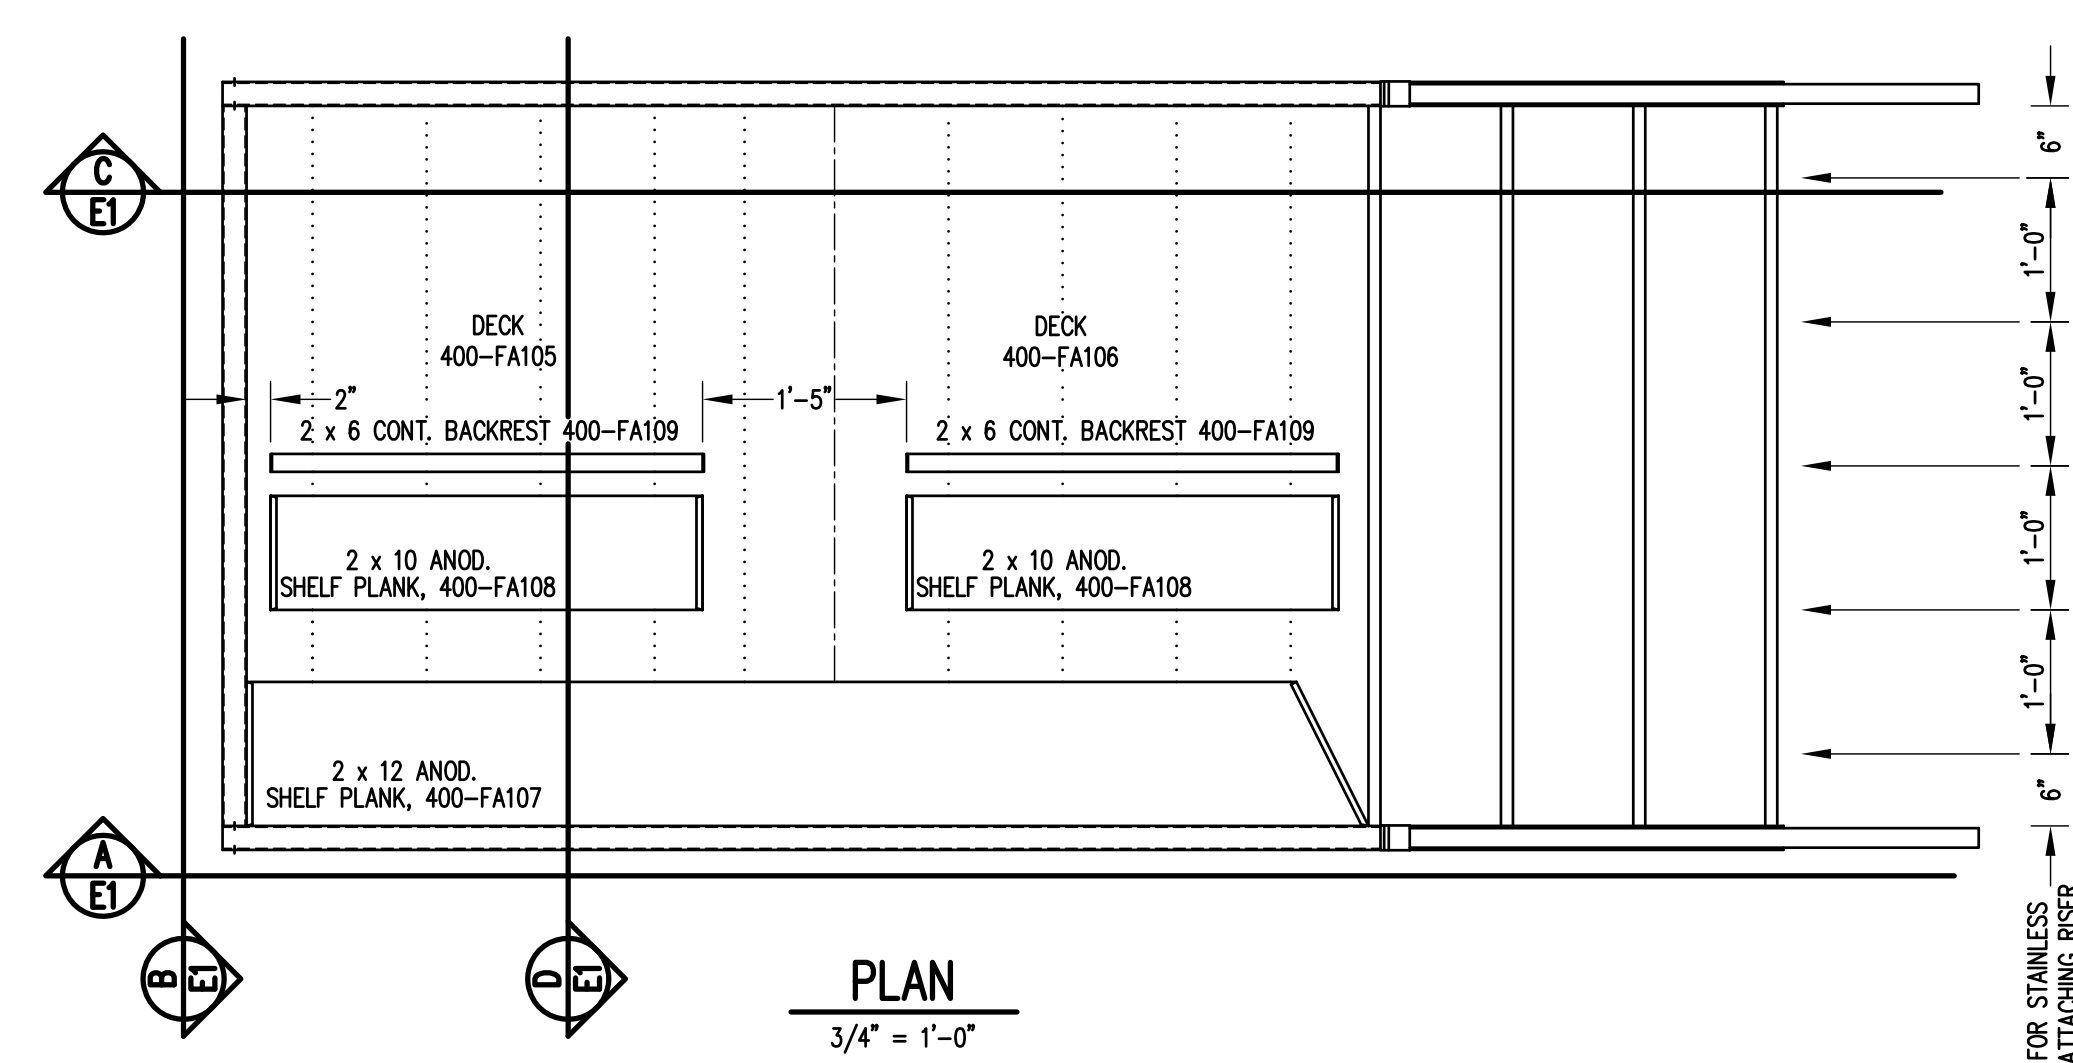 C
E1
6"
1'-0"
DECK
400-FA105
DECK
400-FA106
2"
1'-5"
1'-0"
2 x 6 CONT. BACKREST 400-FA109
2 x 6 CONT. BACKREST 400-FA109
1'-0"
2 x 10 ANOD.
SHELF PLANK, 400-FA108
2 x 10 ANOD.
SHELF PLANK, 400-FA108
1'-0"
2 x 12 ANOD.
SHELF PLANK, 400-FA107
6"
A
E1
B
E1
D
E1
PLAN
3/4" = 1'-0"
FOR STAINLESS
ATTACHING RISER